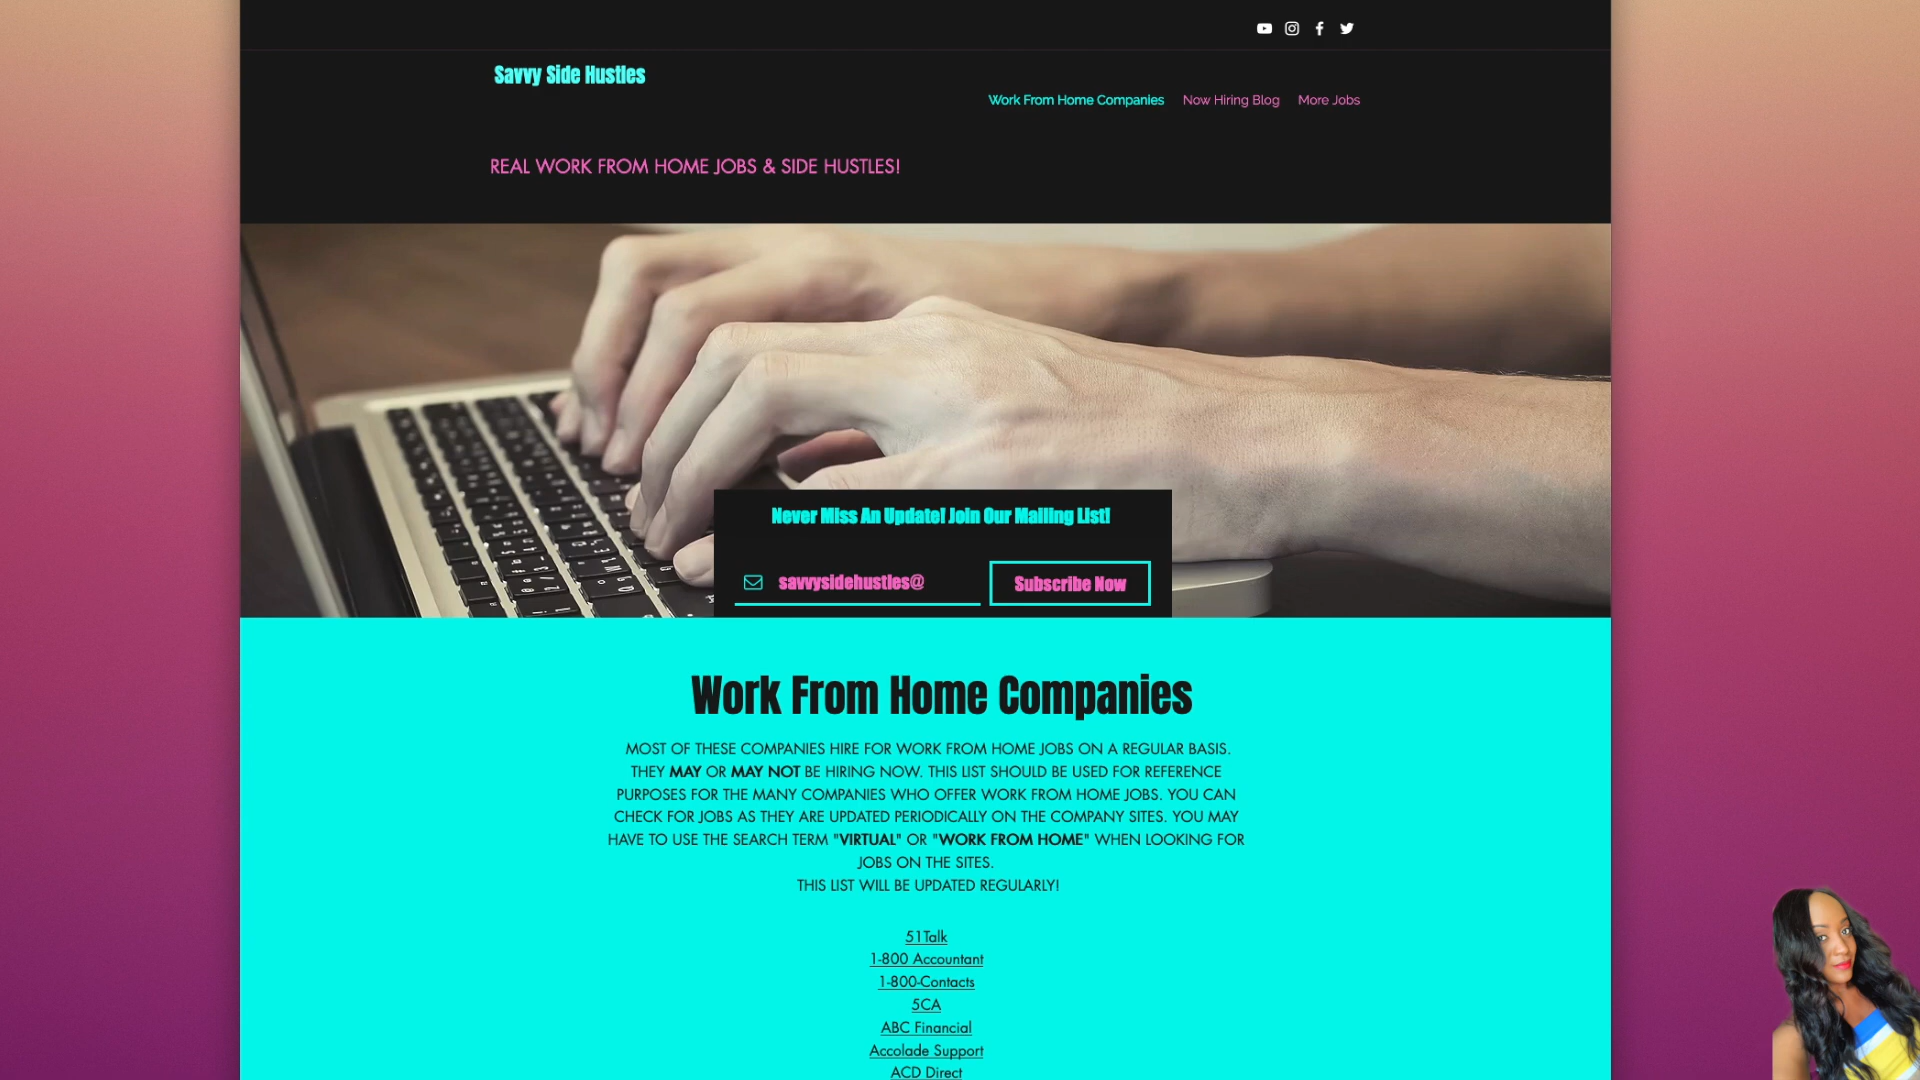 Savvy Side Hustles
Work From Home Companies Now Hiring Blog More Jobs
REAL WORK FROM HOME JOBS & SIDE HUSTLES!
Never Miss An Update! Join Our Mailing List!
savvysidehustles@ Subscribe Now
Work From Home Companies
MOST OF THESE COMPANIES HIRE FOR WORK FROM HOME JOBS ON A REGULAR BASIS.
THEY MAY OR MAY NOT BE HIRING NOW. THIS LIST SHOULD BE USED FOR REFERENCE
PURPOSES FOR THE MANY COMPANIES WHO OFFER WORK FROM HOME JOBS. YOU CAN
CHECK FOR JOBS AS THEY ARE UPDATED PERIODICALLY ON THE COMPANY SITES. YOU MAY
HAVE TO USE THE SEARCH TERM "VIRTUAL" OR "WORK FROM HOME" WHEN LOOKING FOR
JOBS ON THE SITES.
THIS LIST WILL BE UPDATED REGULARLY!
51Talk
1-800 Accountant
1-800-Contacts
5CA
ABC Financial
Accolade Support
ACD Direct